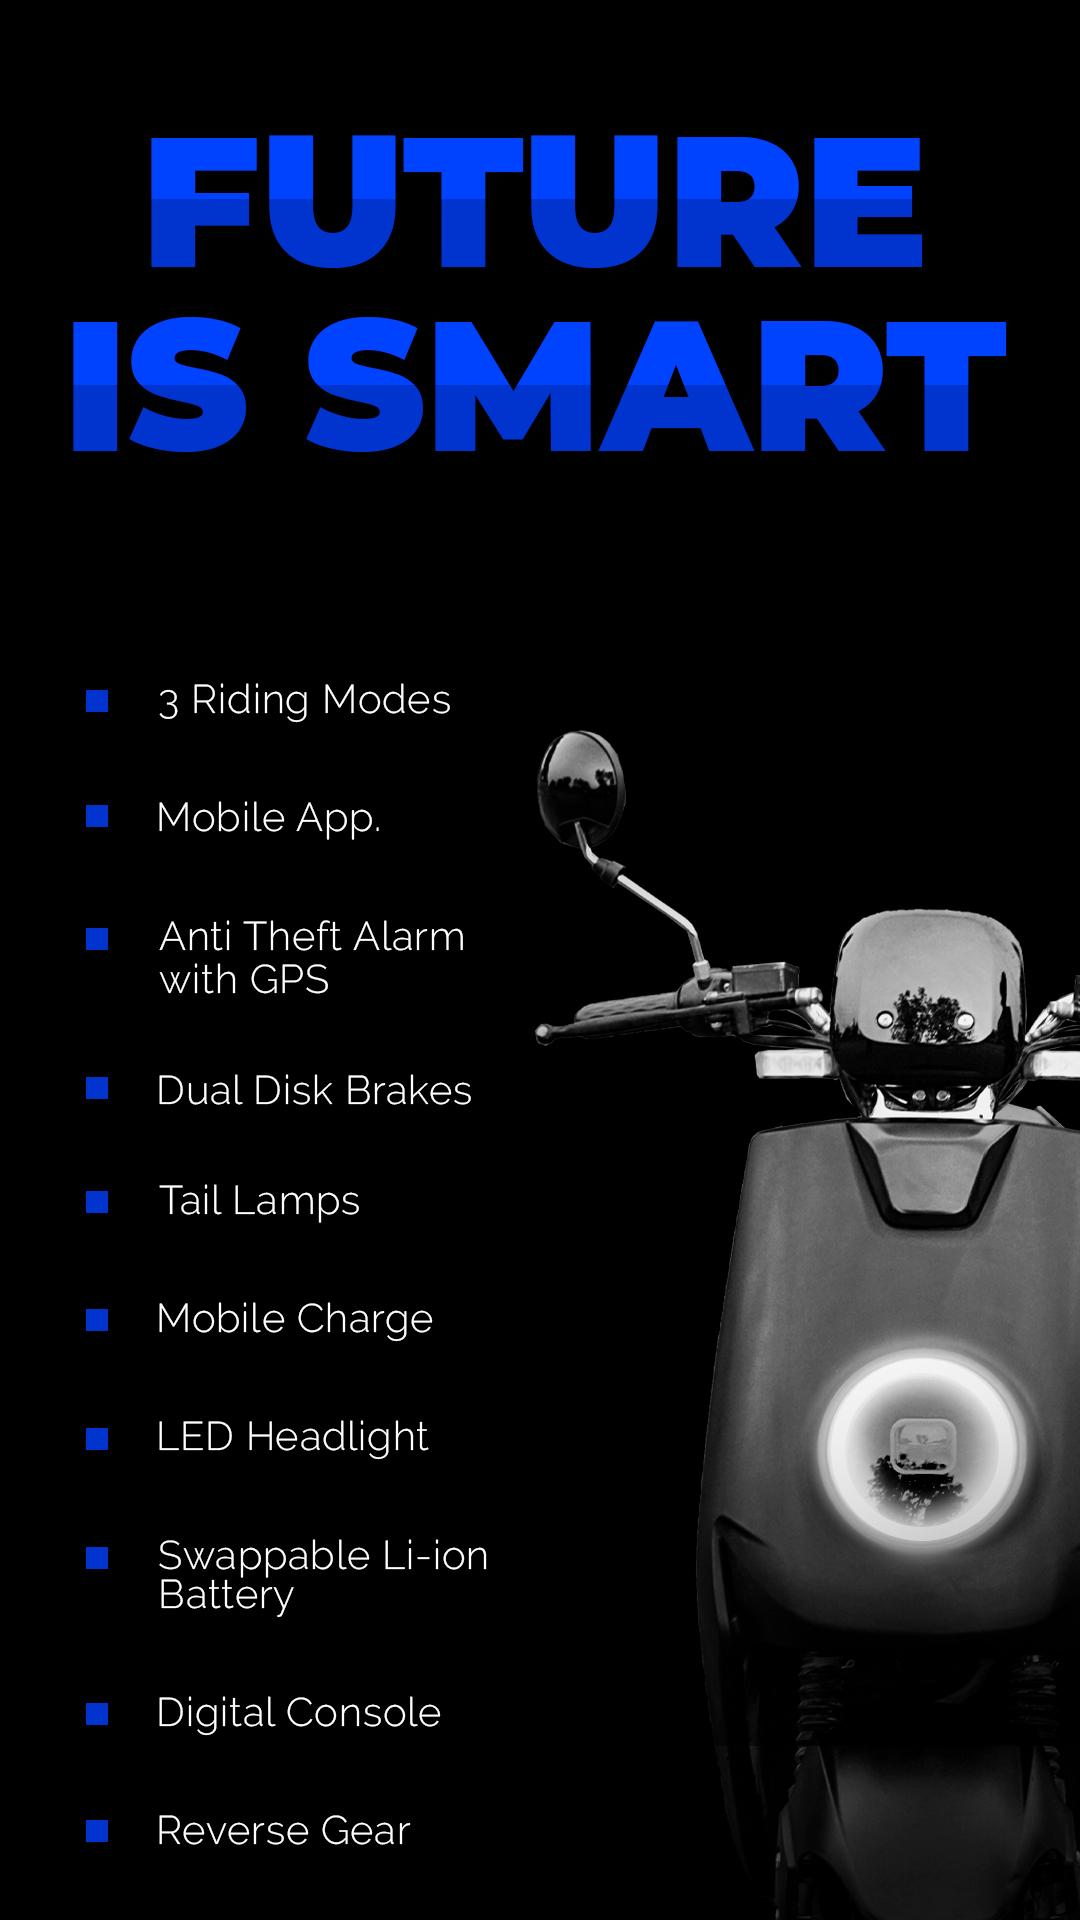 FUTURE
IS SMART
3 Riding Modes
Mobile App.
Anti Theft Alarm
with GPS
Dual Disk Brakes
Tail Lamps
Mobile Charge
LED Headlight
Swappable Li-ion
Battery
Digital Console
Reverse Gear